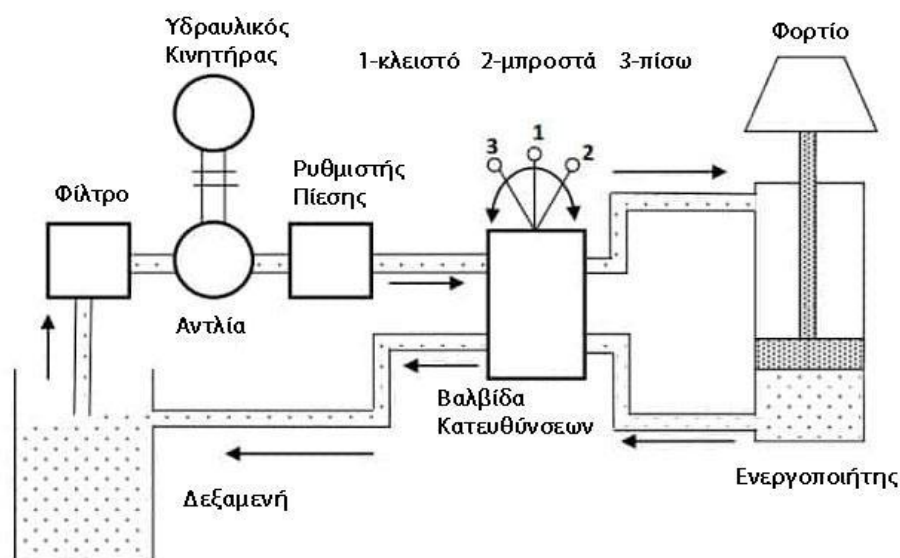 Υδραυλικός
Κινητήρας
1-κλειστό 2-μπροστά 3-πίσω
Φορτίο
3 1 2
Φίλτρο
Ρυθμιστής
Πίεσης
Αντλία
Βαλβίδα
Κατευθύνσεων
Ενεργοποιήτης
Δεξαμενή